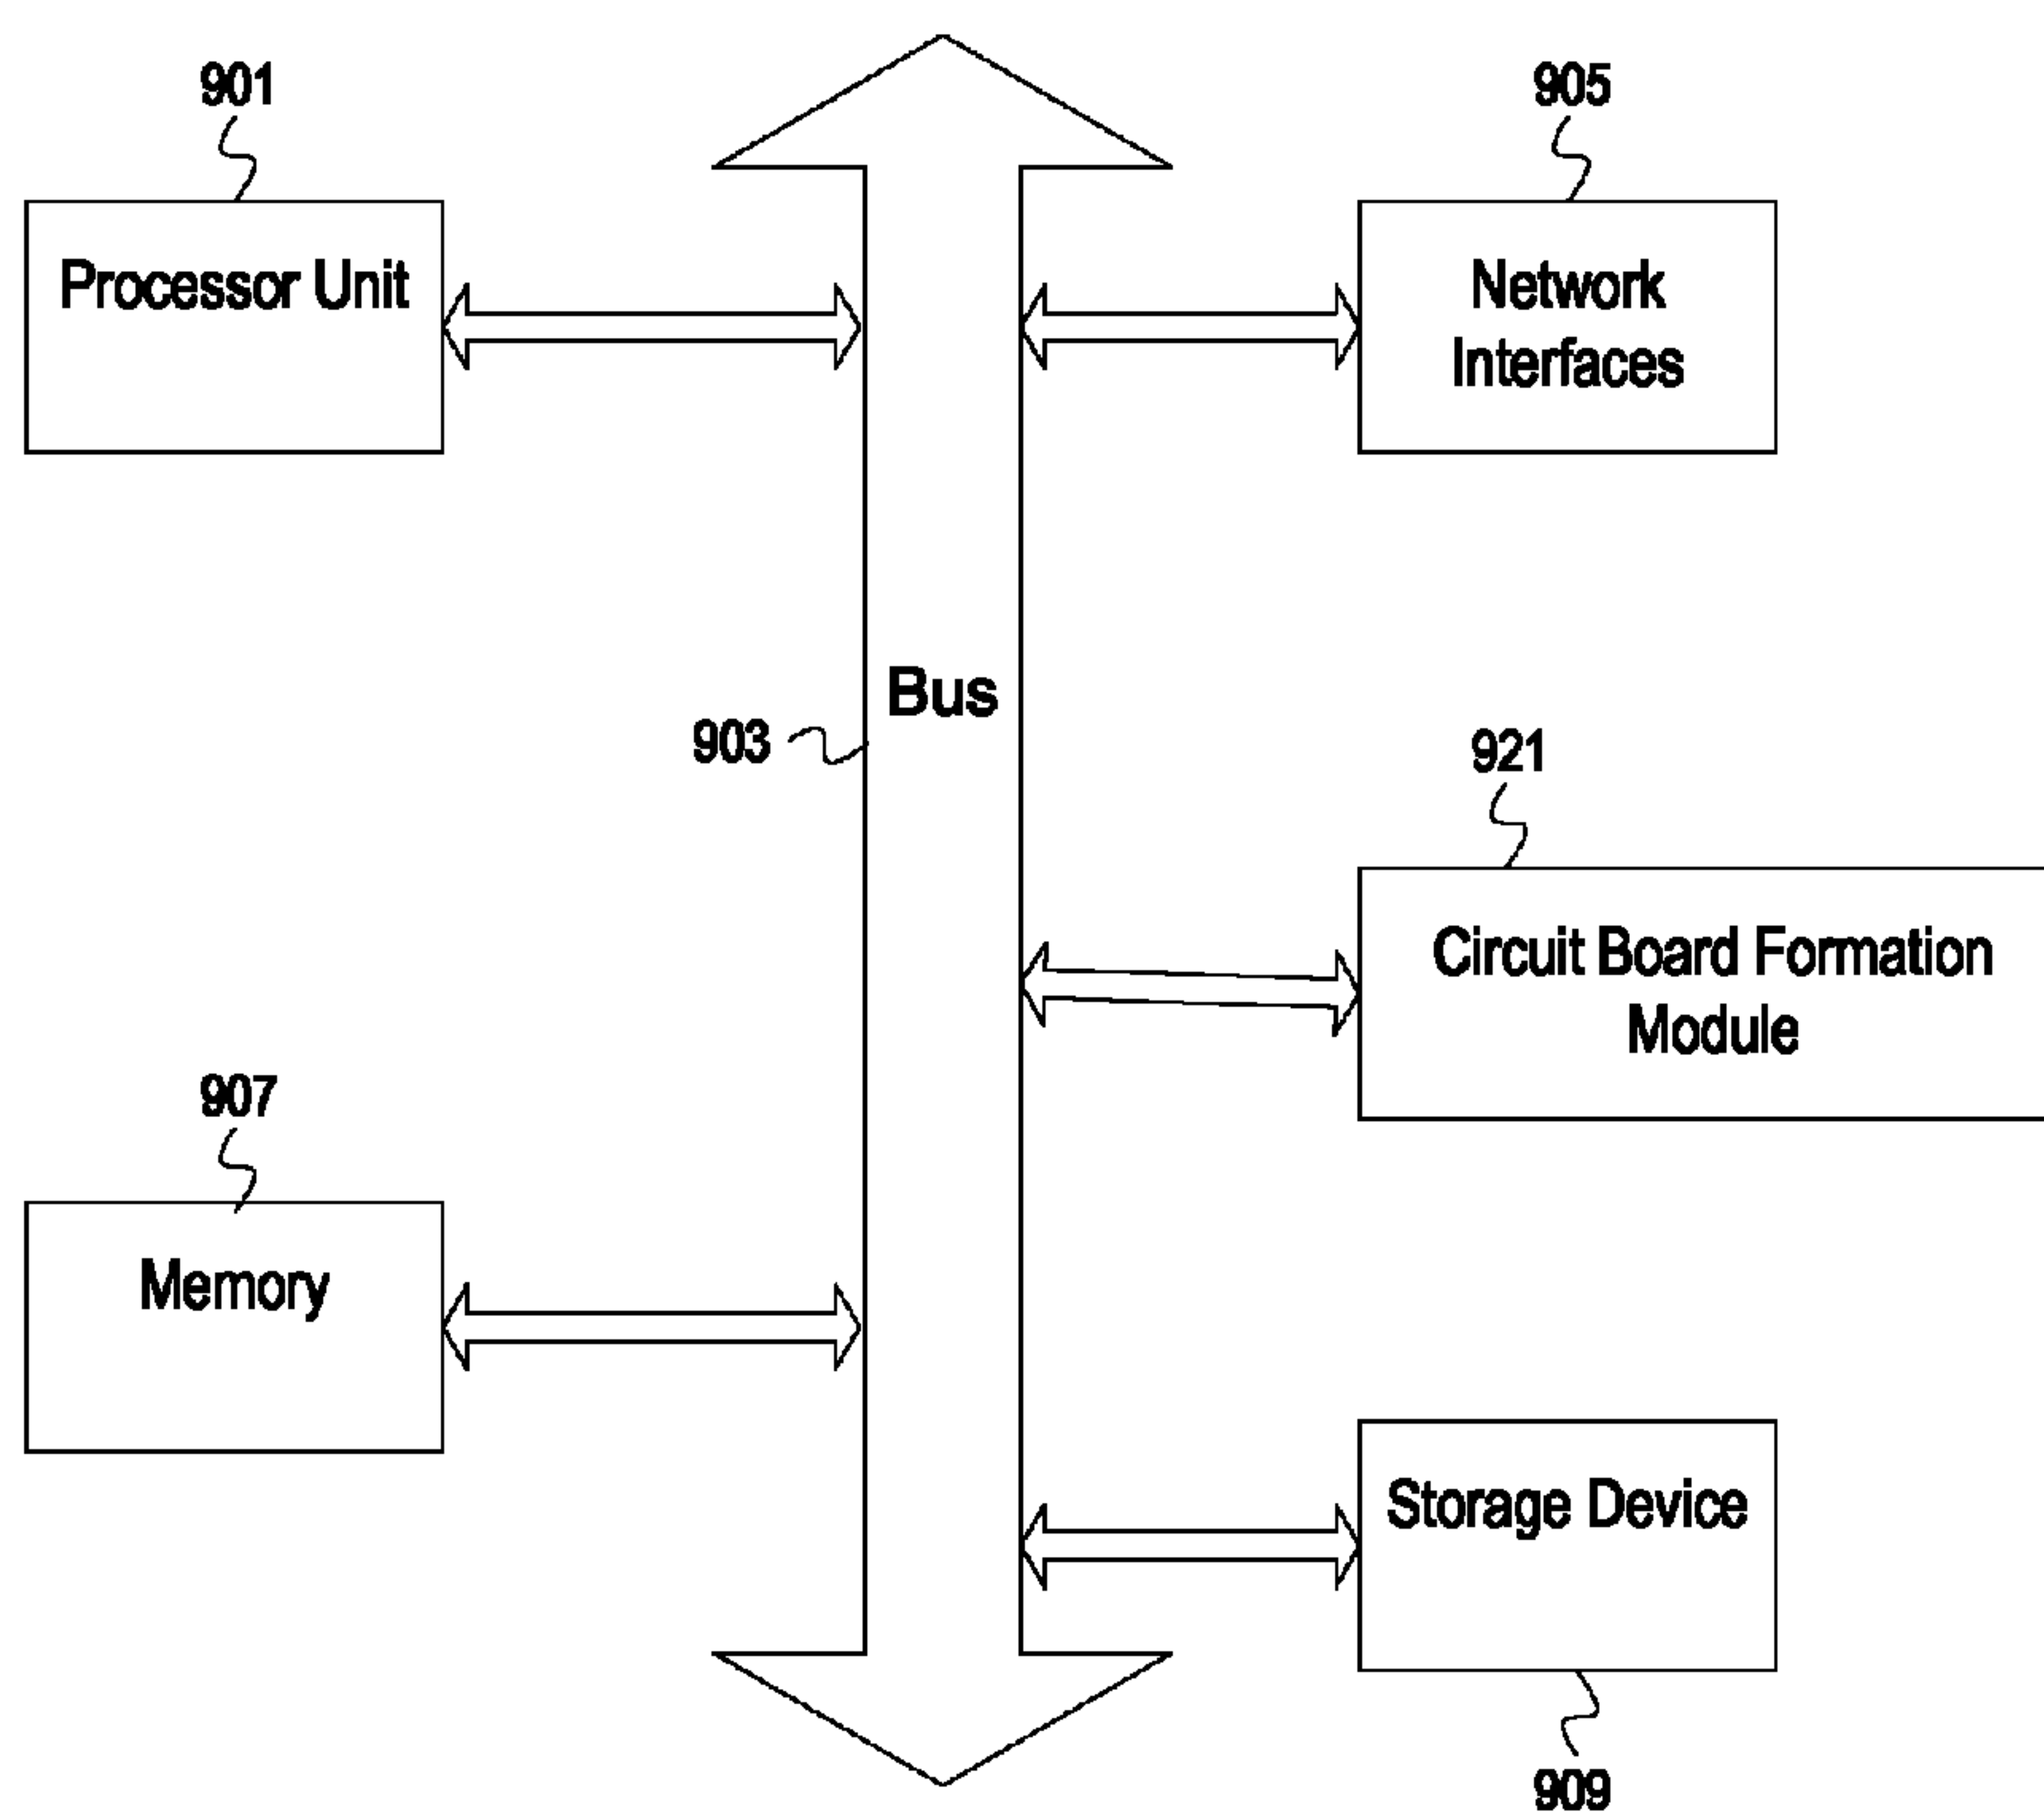 901
905
Processor Unit
Network
Interfaces
Bus
903
921
Circuit Board Formation
Module
907
Memory
Storage Device
909